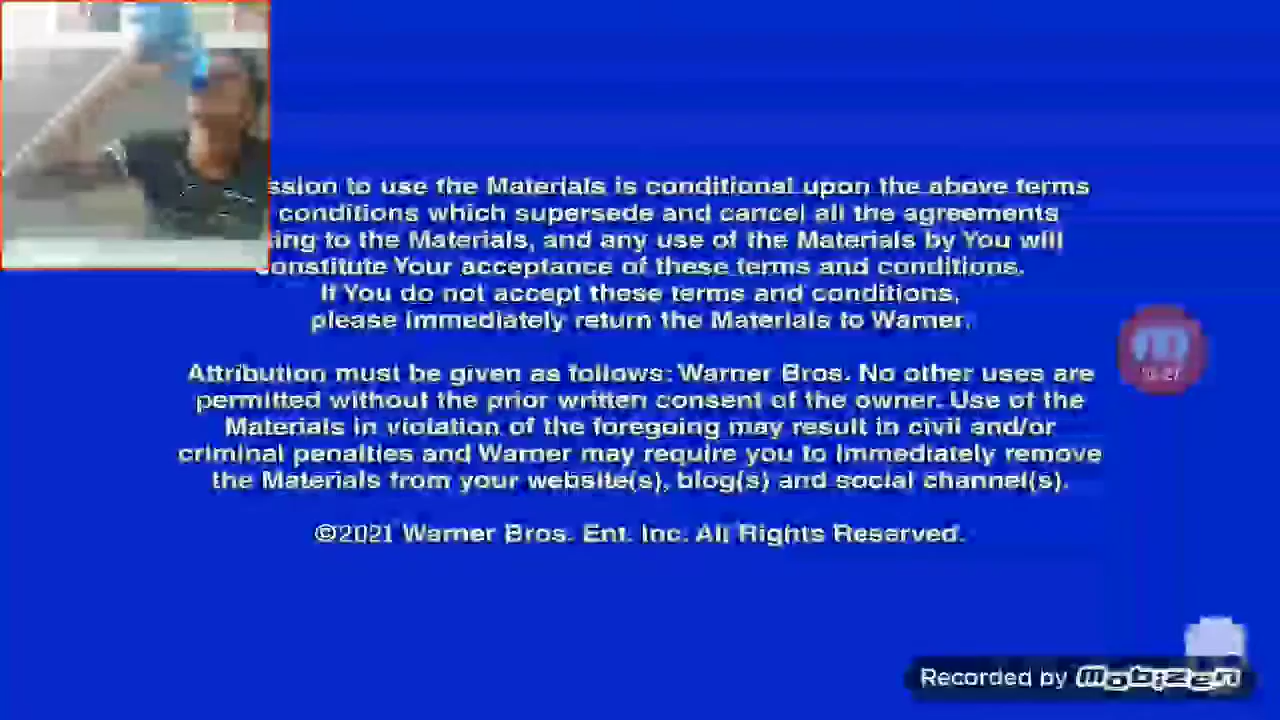 ssion to use the Materials is conditional upon the above terms
conditions which supersede and cancel all the agreements
ing to the Materials, and any use of the Materials by You will
constitute Your acceptance of these terms and conditions.
If You do not accept these terms and conditions,
please immediately return the Materials to Warner.
Attribution must be given as follows: Warner Bros. No other uses are
permitted without the prior written consent of the owner. Use of the
Materials in violation of the foregoing may result in civil and/or
criminal penalties and Warner may require you to immediately remove
the Materials from your website(s), blog(s) and social channel(s).
©2021 Warner Bros. Ent. Inc. All Rights Reserved.
Recorded by mobizen